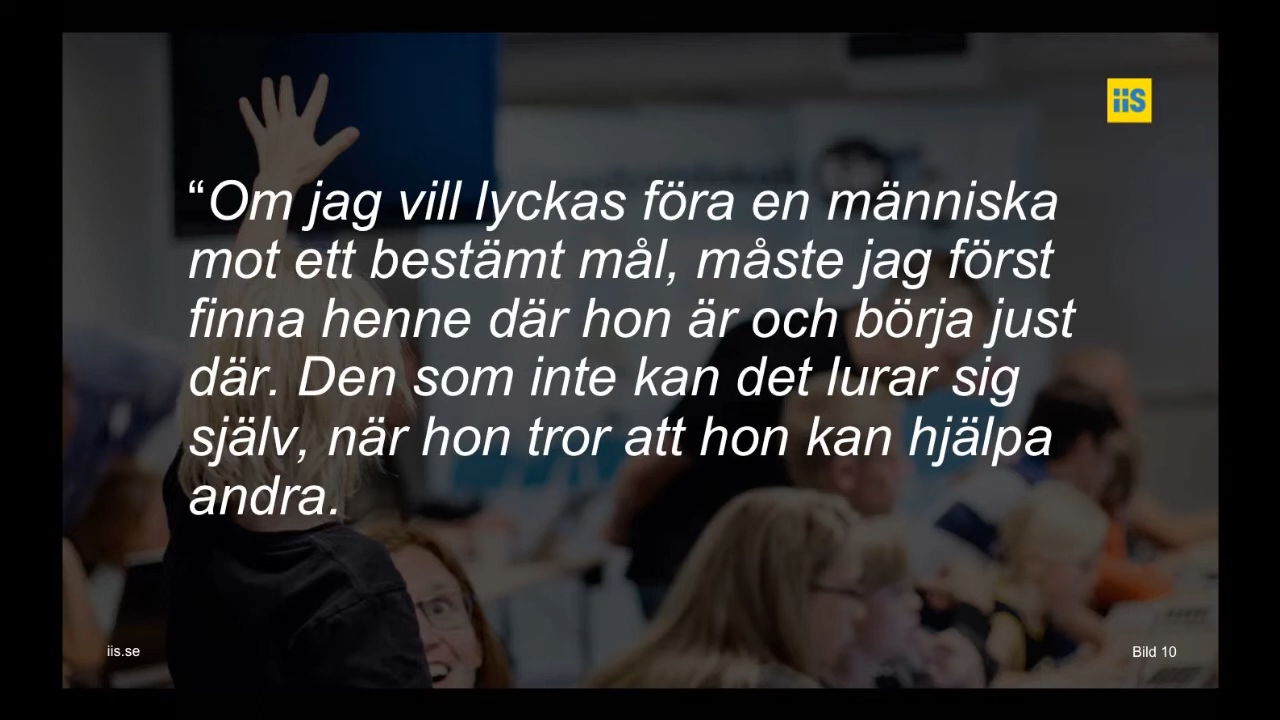 iis
“Om jag vill lyckas föra en människa
mot ett bestämt mål, måste jag först
finna henne där hon är och börja just
där. Den som inte kan det lurar sig
själv, när hon tror att hon kan hjälpa
andra.
iis.se
Bild 10